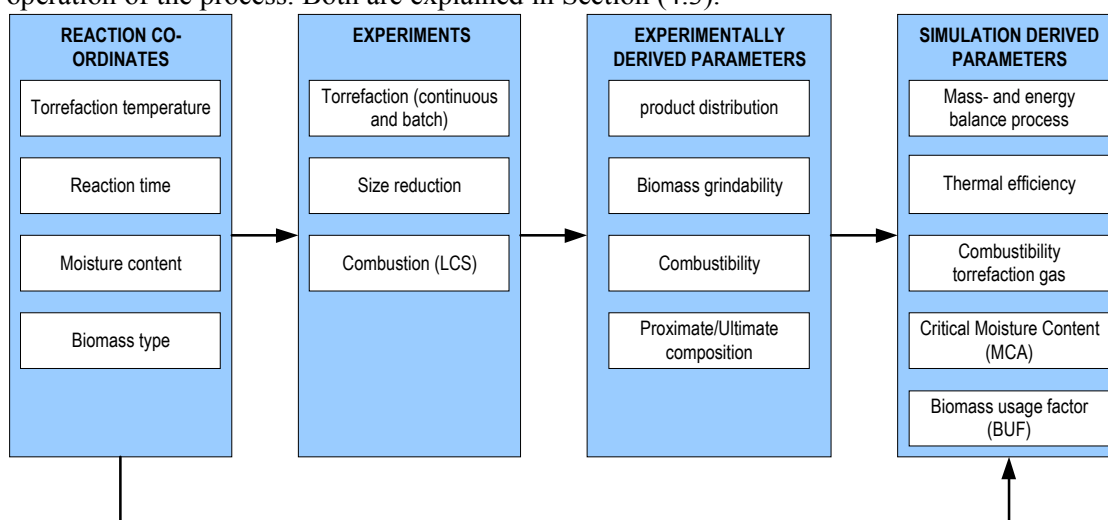 operation of the process. Both are explained in Section (4.3).
REACTION CO-
ORDINATES
Torrefaction temperature
Reaction time
Moisture content
Biomass type
EXPERIMENTS
Torrefaction (continuous
and batch)
Size reduction
Combustion (LCS)
EXPERIMENTALLY
DERIVED PARAMETERS
product distribution
Biomass grindability
Combustibility
Proximate/Ultimate
composition
SIMULATION DERIVED
PARAMETERS
Mass- and energy
balance process
Thermal efficiency
Combustibility
torrefaction gas
Critical Moisture Content
(MCA)
Biomass usage factor
(BUF)